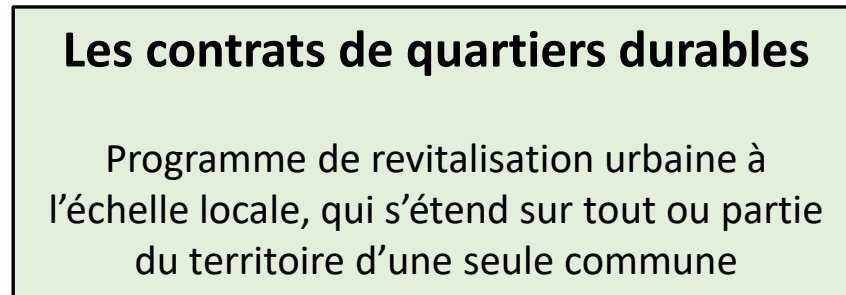 Les contrats de quartiers durables
Programme de revitalisation urbaine à
l’échelle locale, qui s’étend sur tout ou partie
du territoire d’une seule commune